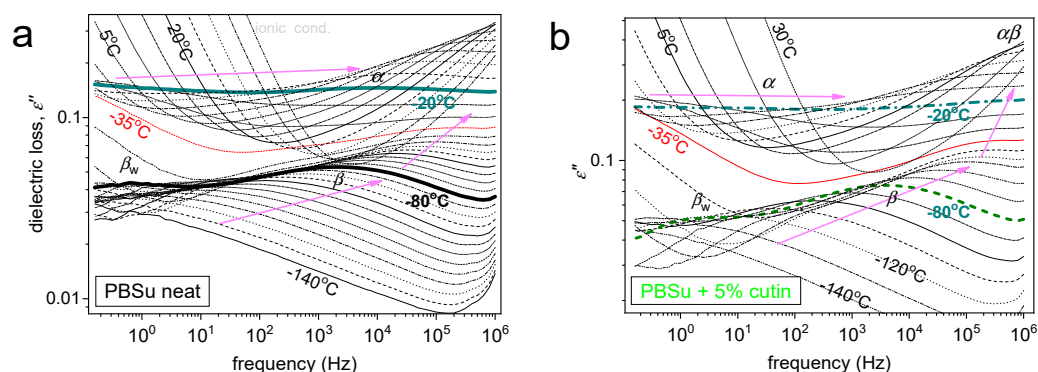 a
dielectric loss, ε″
0.1
0.01
5°C
20°C
ionic cond.
α
-20°C
-35°C
βw
β
-80°C
-140°C
PBSu neat
10⁰ 10¹ 10² 10³ 10⁴ 10⁵ 10⁶
frequency (Hz)
b
ε″
0.1
5°C
30°C
αβ
α
-20°C
-35°C
βw
β
-80°C
-120°C
-140°C
PBSu + 5% cutin
10⁰ 10¹ 10² 10³ 10⁴ 10⁵ 10⁶
frequency (Hz)